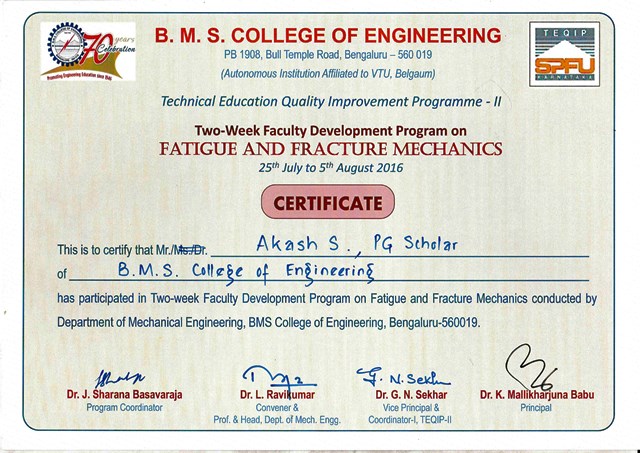 70 years
Celebration
Promoting Engineering Education since 1946
B. M. S. COLLEGE OF ENGINEERING
PB 1908, Bull Temple Road, Bengaluru – 560 019
(Autonomous Institution Affiliated to VTU, Belgaum)
TEQIP
SPFU
KARNATAKA
Technical Education Quality Improvement Programme - II
Two-Week Faculty Development Program on
FATIGUE AND FRACTURE MECHANICS
25th July to 5th August 2016
CERTIFICATE
This is to certify that Mr./Ms./Dr. Akash S., PG Scholar
of B.M.S. College of Engineering
has participated in Two-week Faculty Development Program on Fatigue and Fracture Mechanics conducted by
Department of Mechanical Engineering, BMS College of Engineering, Bengaluru-560019.
G. N. Sekhar
Dr. J. Sharana Basavaraja
Program Coordinator
Dr. L. Ravikumar
Convener &
Prof. & Head, Dept. of Mech. Engg.
Dr. G. N. Sekhar
Vice Principal &
Coordinator-I, TEQIP-II
Dr. K. Mallikharjuna Babu
Principal